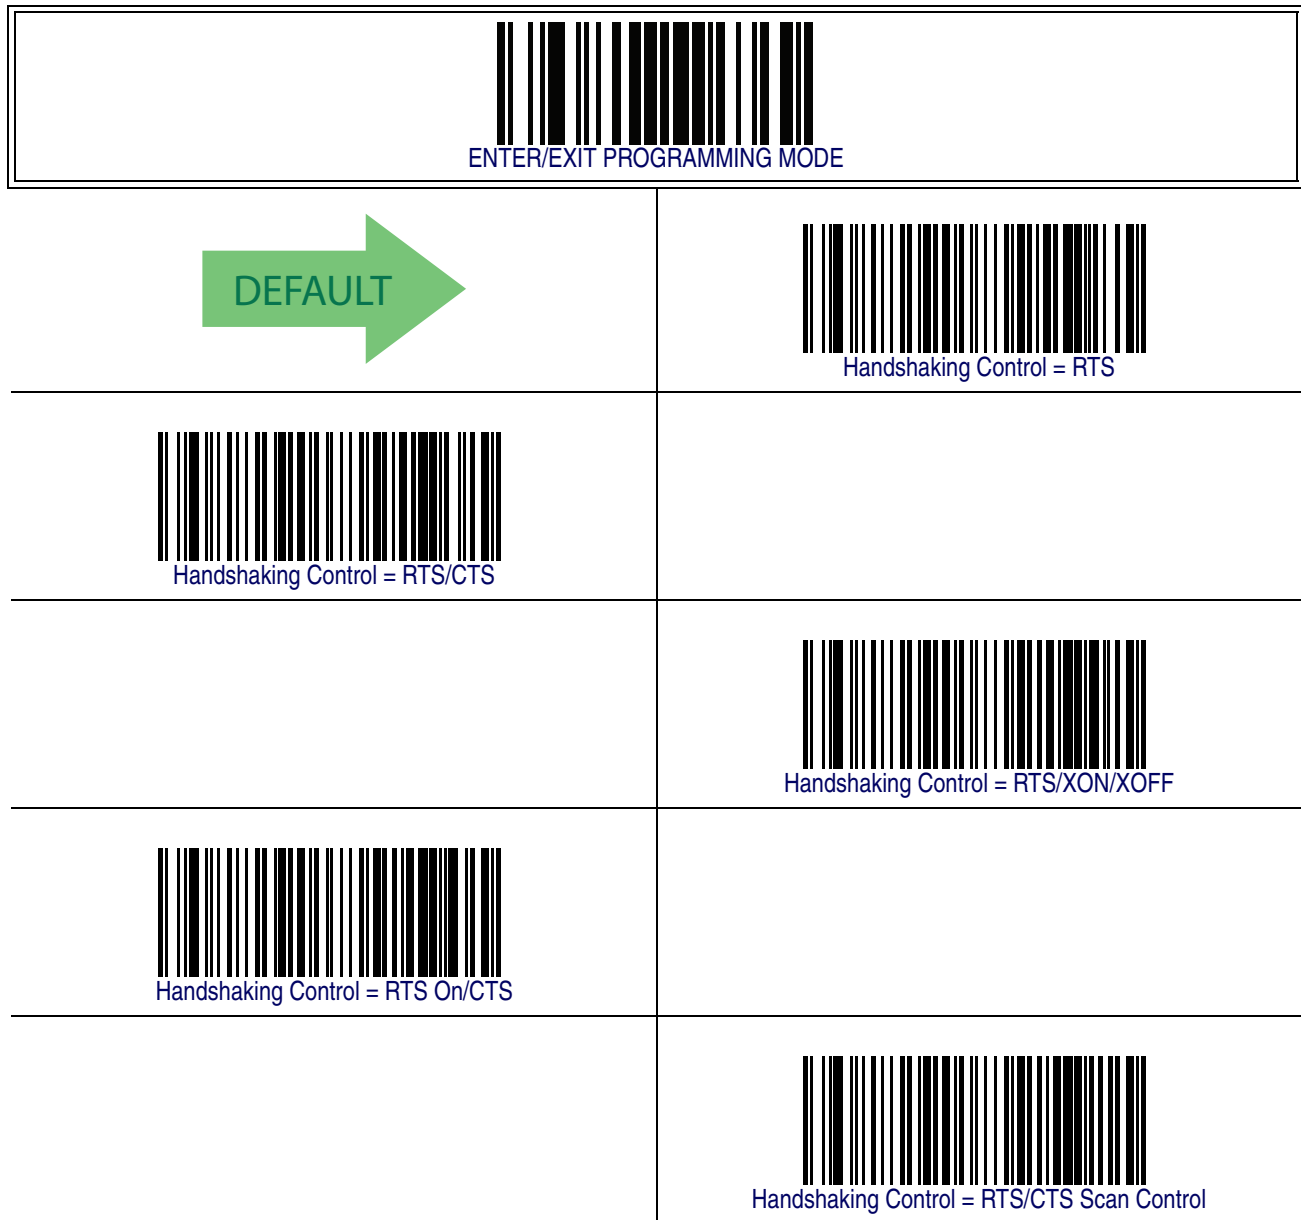 ENTER/EXIT PROGRAMMING MODE
DEFAULT
Handshaking Control = RTS
Handshaking Control = RTS/CTS
Handshaking Control = RTS/XON/XOFF
Handshaking Control = RTS On/CTS
Handshaking Control = RTS/CTS Scan Control